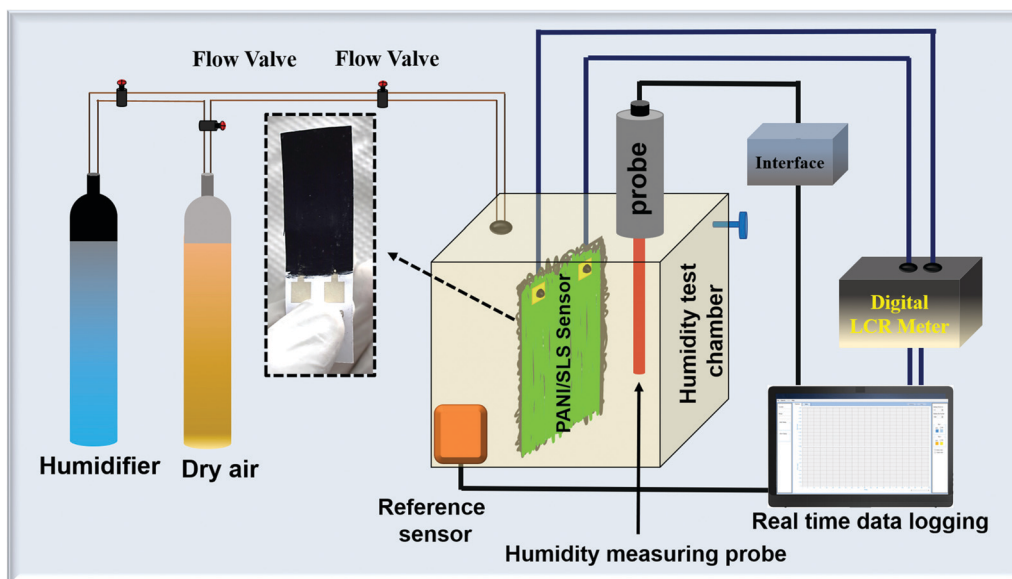 Flow Valve
Flow Valve
probe
Interface
Digital
LCR Meter
PANI/SLS Sensor
Humidity test
chamber
Humidifier
Dry air
Reference
sensor
Humidity measuring probe
Real time data logging